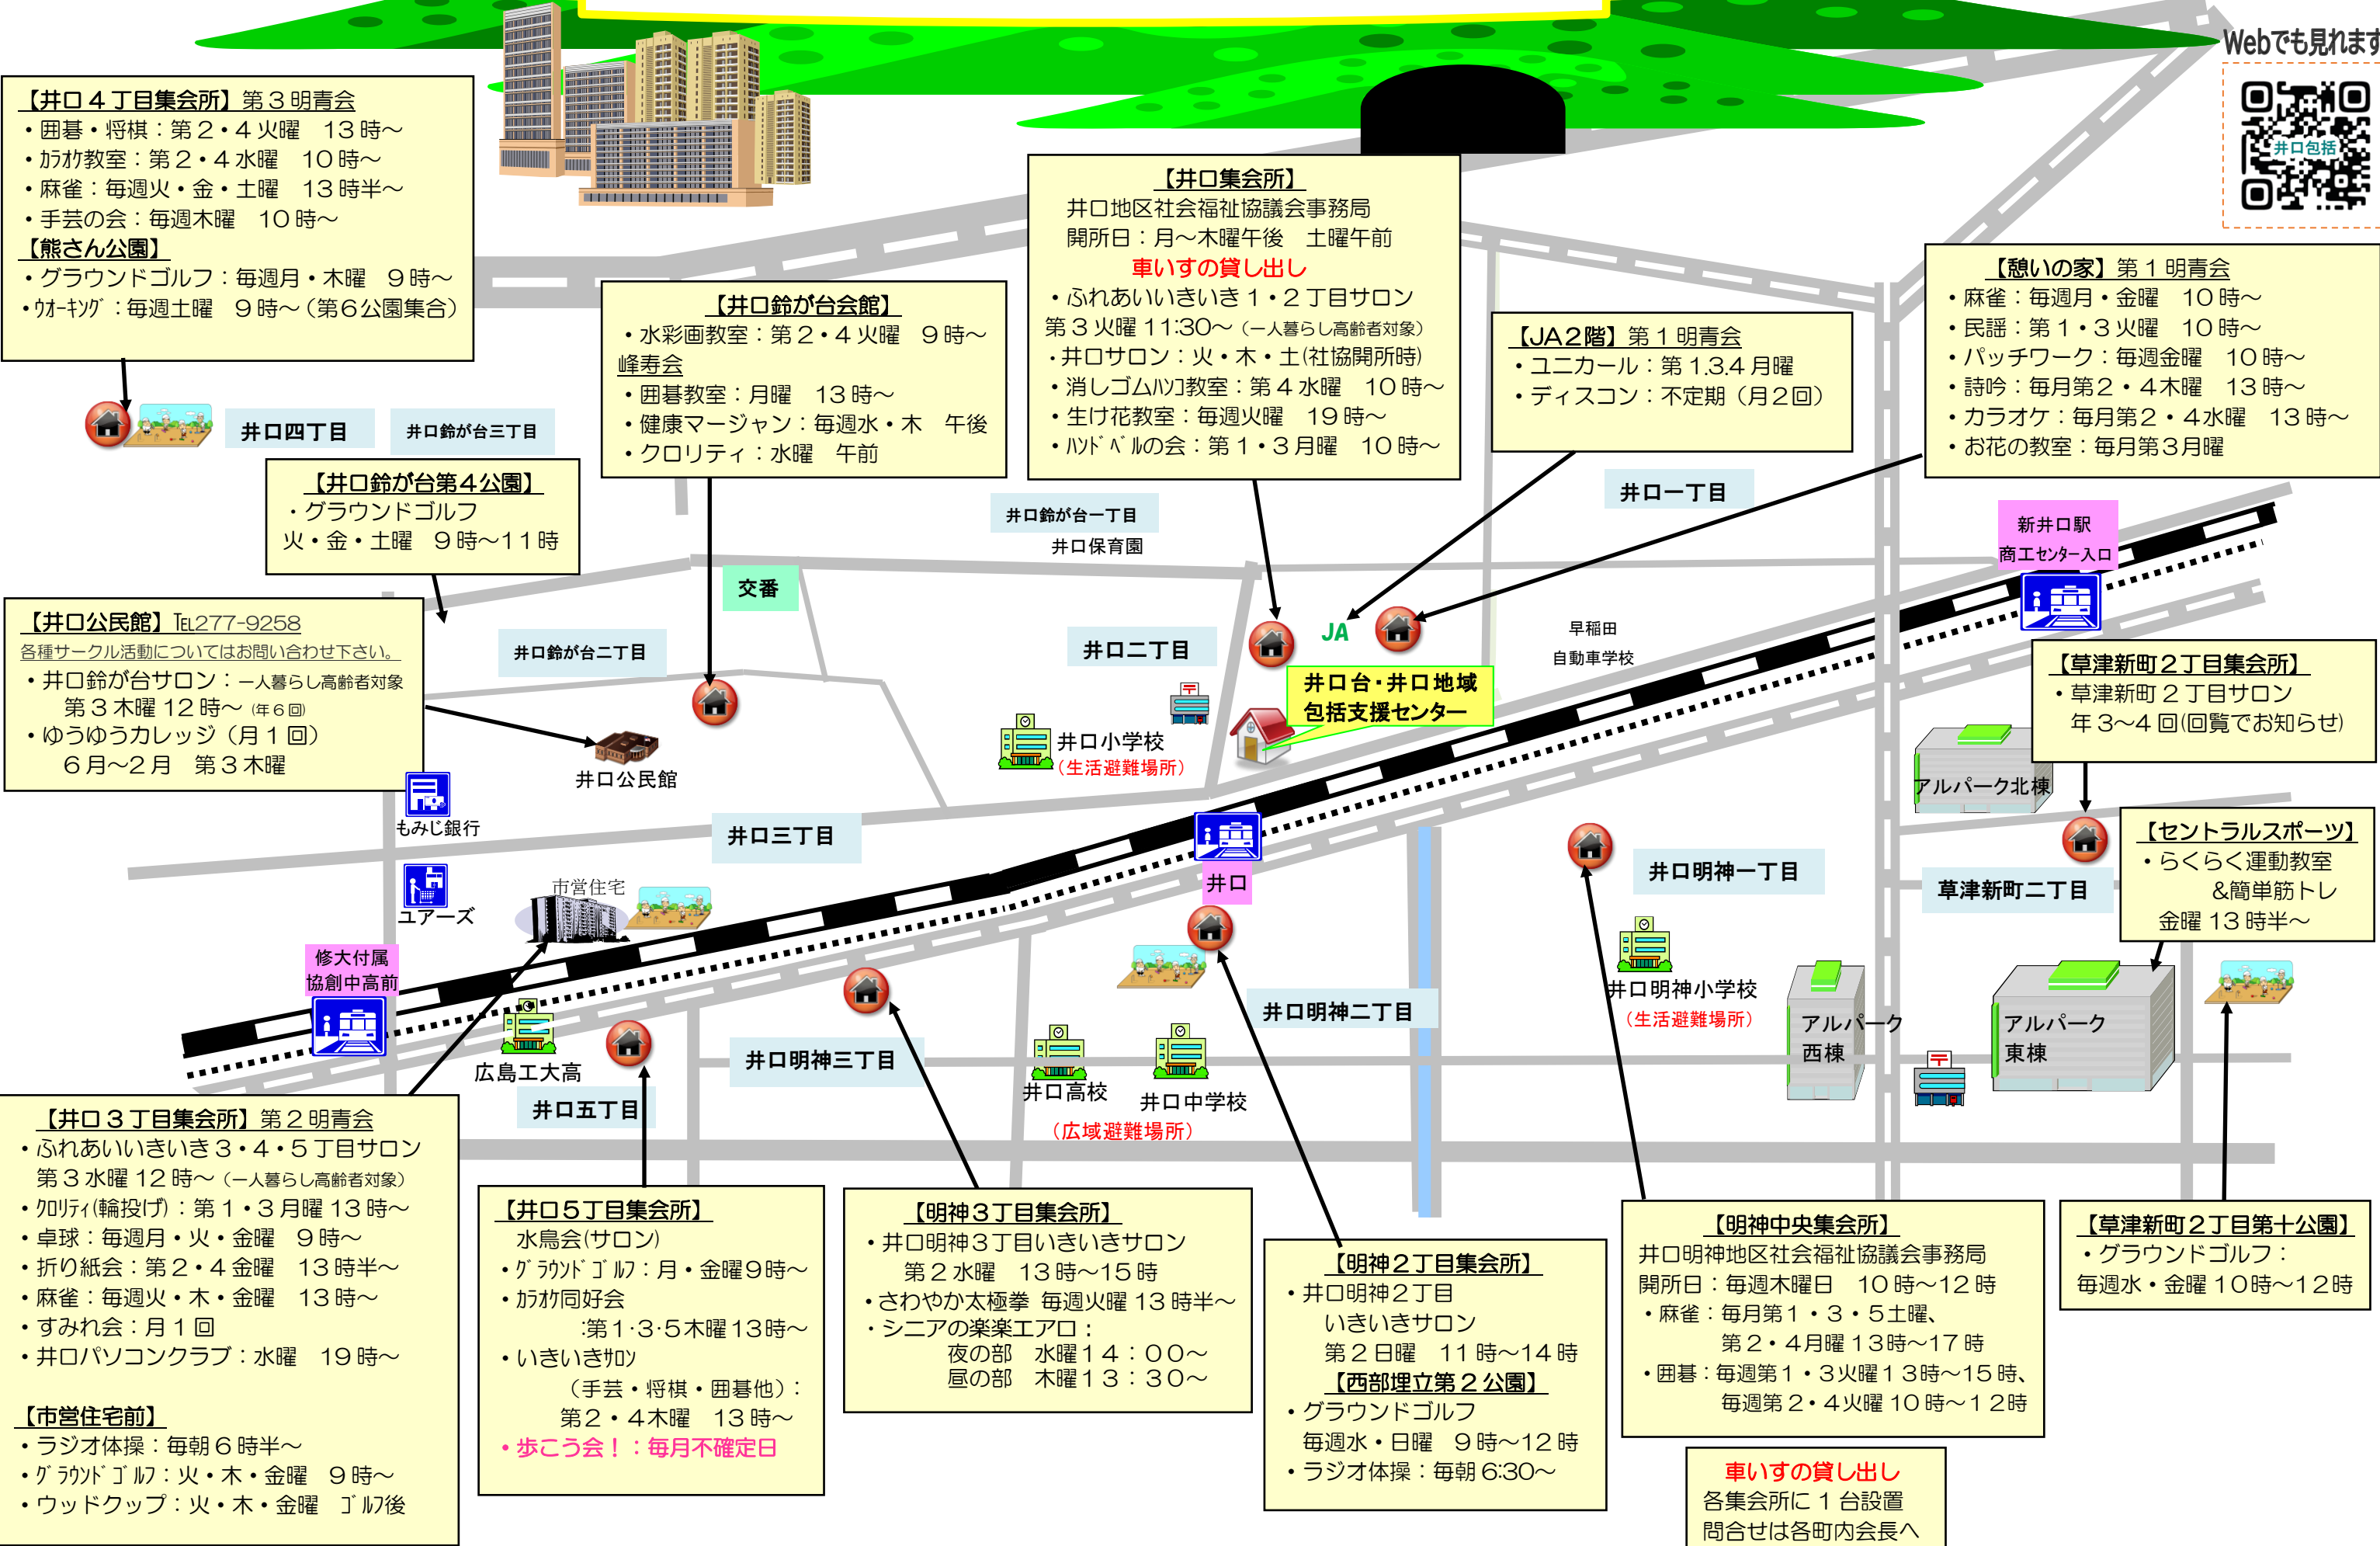 Webでも見れます
井口包括
【井口４丁目集会所】第３明青会
・囲碁・将棋：第２・４火曜　13時～
・ｶﾗｵｹ教室：第２・４水曜　10時～
・麻雀：毎週火・金・土曜　13時半～
・手芸の会：毎週木曜　10時～
【熊さん公園】
・グラウンドゴルフ：毎週月・木曜　９時～
・ｳｵｰｷﾝｸﾞ：毎週土曜　９時～（第６公園集合）
【井口集会所】
井口地区社会福祉協議会事務局
開所日：月～木曜午後　土曜午前
車いすの貸し出し
・ふれあいいきいき１・２丁目サロン
第３火曜 11:30～（一人暮らし高齢者対象）
・井口サロン：火・木・土(社協開所時)
・消しゴムﾊﾝｺ教室：第４水曜　10時～
・生け花教室：毎週火曜　19時～
・ﾊﾝﾄﾞﾍﾞﾙの会：第１・３月曜　10時～
【憩いの家】第１明青会
・麻雀：毎週月・金曜　10時～
・民謡：第１・３火曜　10時～
・パッチワーク：毎週金曜　10時～
・詩吟：毎月第２・４木曜　13時～
・カラオケ：毎月第２・４水曜　13時～
・お花の教室：毎月第３月曜
【井口鈴が台会館】
・水彩画教室：第２・４火曜　９時～
峰寿会
・囲碁教室：月曜　13時～
・健康マージャン：毎週水・木　午後
・クロリティ：水曜　午前
【JA２階】第１明青会
・ユニカール：第1.3.4月曜
・ディスコン：不定期（月２回）
井口四丁目
井口鈴が台三丁目
【井口鈴が台第４公園】
・グラウンドゴルフ
火・金・土曜　９時～11時
井口鈴が台一丁目
井口保育園
井口一丁目
新井口駅
商工センター入口
交番
【井口公民館】℡277-9258
各種サークル活動についてはお問い合わせ下さい。
・井口鈴が台サロン：一人暮らし高齢者対象
第３木曜12時～（年６回）
・ゆうゆうカレッジ（月１回）
６月～２月　第３木曜
井口鈴が台二丁目
井口二丁目
JA
早稲田
自動車学校
井口台・井口地域
包括支援センター
【草津新町２丁目集会所】
・草津新町２丁目サロン
年３～４回(回覧でお知らせ)
井口公民館
井口小学校
（生活避難場所）
アルパーク北棟
もみじ銀行
井口三丁目
【セントラルスポーツ】
・らくらく運動教室
&簡単筋トレ
金曜13時半～
ユアーズ
市営住宅
井口
井口明神一丁目
草津新町二丁目
修大付属
協創中高前
井口明神二丁目
井口明神小学校
（生活避難場所）
アルパーク
西棟
アルパーク
東棟
広島工大高
井口明神三丁目
井口高校
井口中学校
（広域避難場所）
井口五丁目
【井口３丁目集会所】第２明青会
・ふれあいいきいき３・４・５丁目サロン
第３水曜12時～（一人暮らし高齢者対象）
・ｸﾛﾘﾃｨ(輪投げ)：第１・３月曜13時～
・卓球：毎週月・火・金曜　９時～
・折り紙会：第２・４金曜　13時半～
・麻雀：毎週火・木・金曜　13時～
・すみれ会：月１回
・井口パソコンクラブ：水曜　19時～
【市営住宅前】
・ラジオ体操：毎朝６時半～
・ｸﾞﾗｳﾝﾄﾞｺﾞﾙﾌ：火・木・金曜　９時～
・ウッドクップ：火・木・金曜　ｺﾞﾙﾌ後
【井口５丁目集会所】
水鳥会(サロン)
・ｸﾞﾗｳﾝﾄﾞｺﾞﾙﾌ：月・金曜９時～
・ｶﾗｵｹ同好会
:第１･３･５木曜13時～
・いきいきｻﾛﾝ
（手芸・将棋・囲碁他）：
第２・４木曜　13時～
・歩こう会！：毎月不確定日
【明神３丁目集会所】
・井口明神３丁目いきいきサロン
第２水曜　13時～15時
・さわやか太極拳 毎週火曜13時半～
・シニアの楽楽エアロ：
夜の部　水曜１４：００～
昼の部　木曜１３：３０～
【明神２丁目集会所】
・井口明神２丁目
いきいきサロン
第２日曜　11時～14時
【西部埋立第２公園】
・グラウンドゴルフ
毎週水・日曜　９時～12時
・ラジオ体操：毎朝6:30～
【明神中央集会所】
井口明神地区社会福祉協議会事務局
開所日：毎週木曜日　10時～12時
・麻雀：毎月第１・３・５土曜、
第２・４月曜13時～17時
・囲碁：毎週第１・３火曜１３時～15時、
毎週第２・４火曜10時～１２時
【草津新町２丁目第十公園】
・グラウンドゴルフ：
毎週水・金曜10時～12時
車いすの貸し出し
各集会所に１台設置
問合せは各町内会長へ